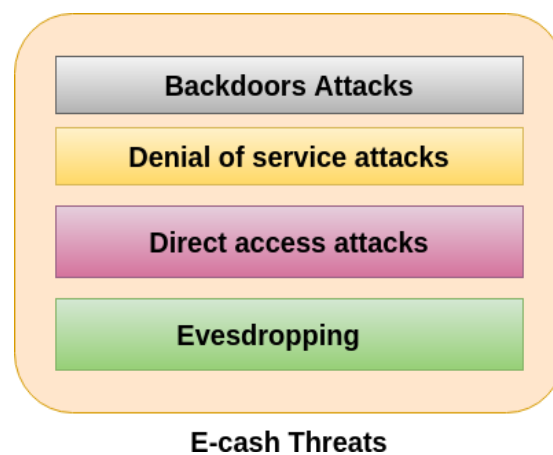 Backdoors Attacks
Denial of service attacks
Direct access attacks
Evesdropping
E-cash Threats